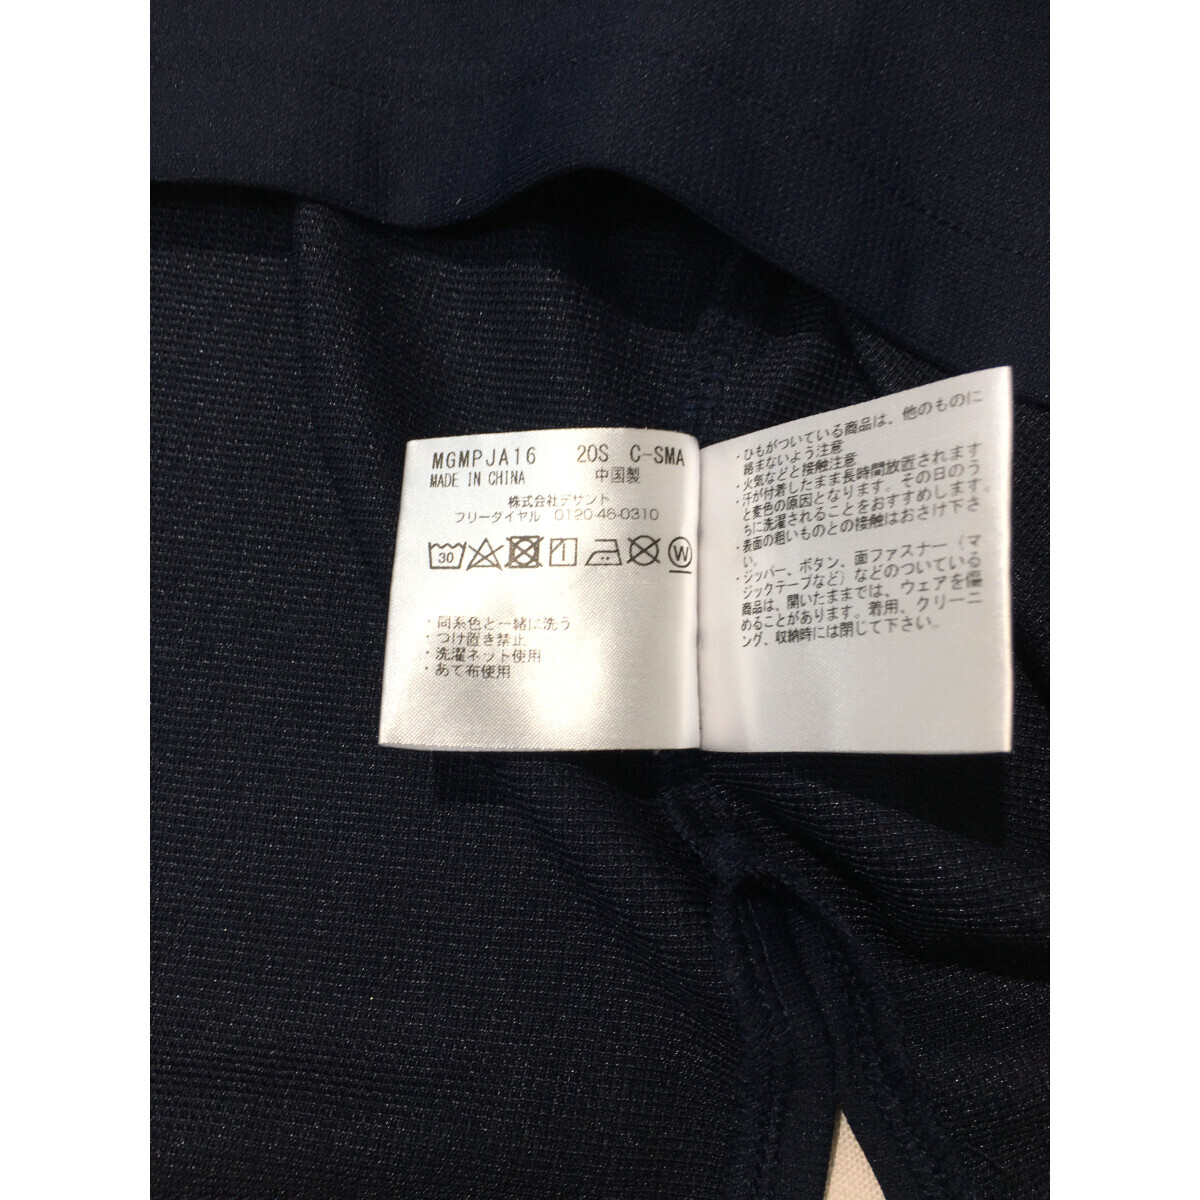 MGMPJA16 20S C-SMA
MADE IN CHINA 中国製
株式会社デサント
フリーダイヤル 0120-46-0310
30
W
・同系色と一緒に洗う
・つけ置き禁止
・洗濯ネット使用
・あて布使用
・ひもがついている商品は、他のものに
絡まないよう注意
・火気などと接触注意
・汗が付着したまま長時間放置されます
と変色の原因となります。その日のう
ちに洗濯されることをおすすめします。
・表面の粗いものとの接触はおさけ下さ
い。
・ジッパー、ボタン、面ファスナー（マ
ジックテープなど）などのついている
商品は、開いたままでは、ウェアを傷
めることがあります。着用、クリーニ
ング、収納時には閉じて下さい。